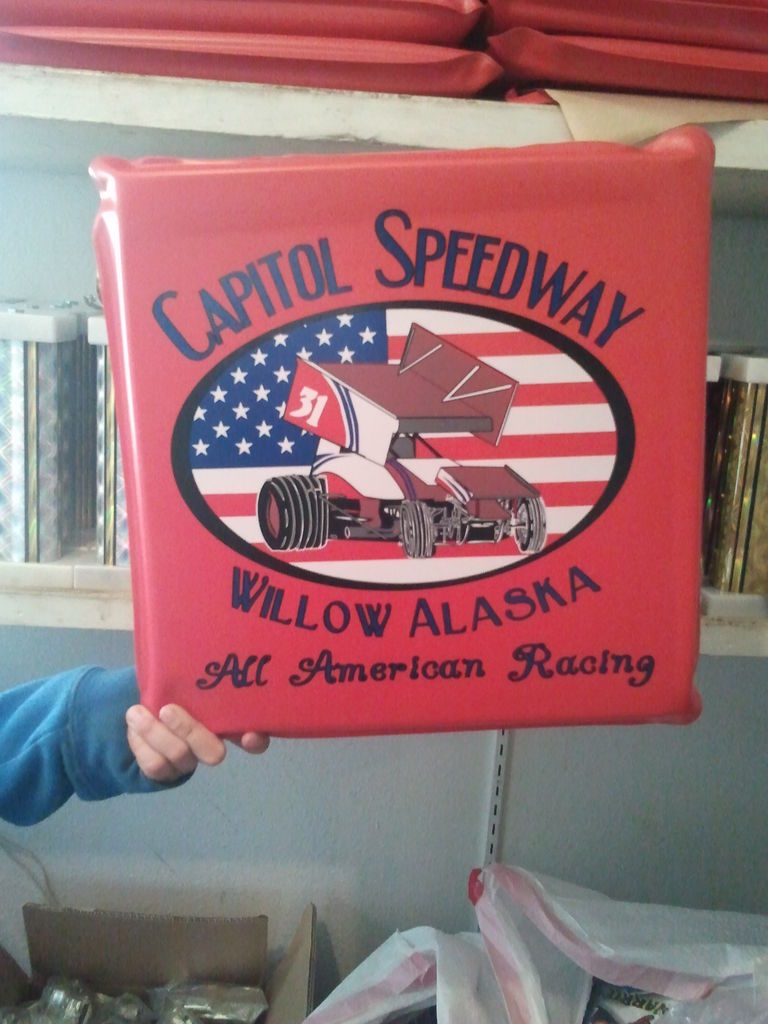 Capitol Speedway
31
Willow Alaska
All American Racing